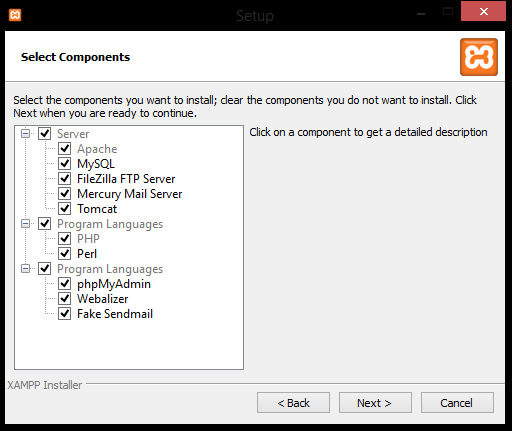 Setup
Select Components
Select the components you want to install; clear the components you do not want to install. Click
Next when you are ready to continue.
Server
Apache
MySQL
FileZilla FTP Server
Mercury Mail Server
Tomcat
Program Languages
PHP
Perl
Program Languages
phpMyAdmin
Webalizer
Fake Sendmail
Click on a component to get a detailed description
XAMPP Installer
< Back
Next >
Cancel